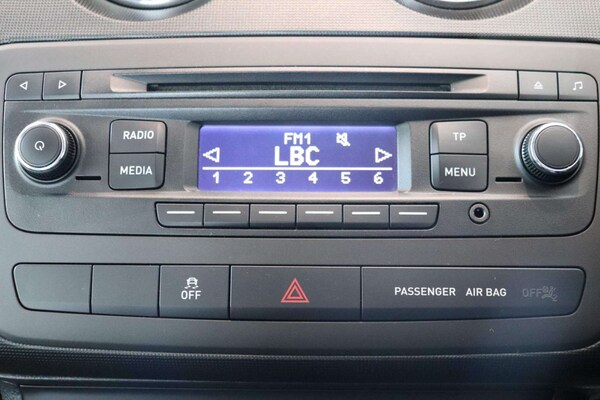 RADIO
MEDIA
FM1
LBC
1 2 3 4 5 6
TP
MENU
OFF
PASSENGER AIR BAG OFF